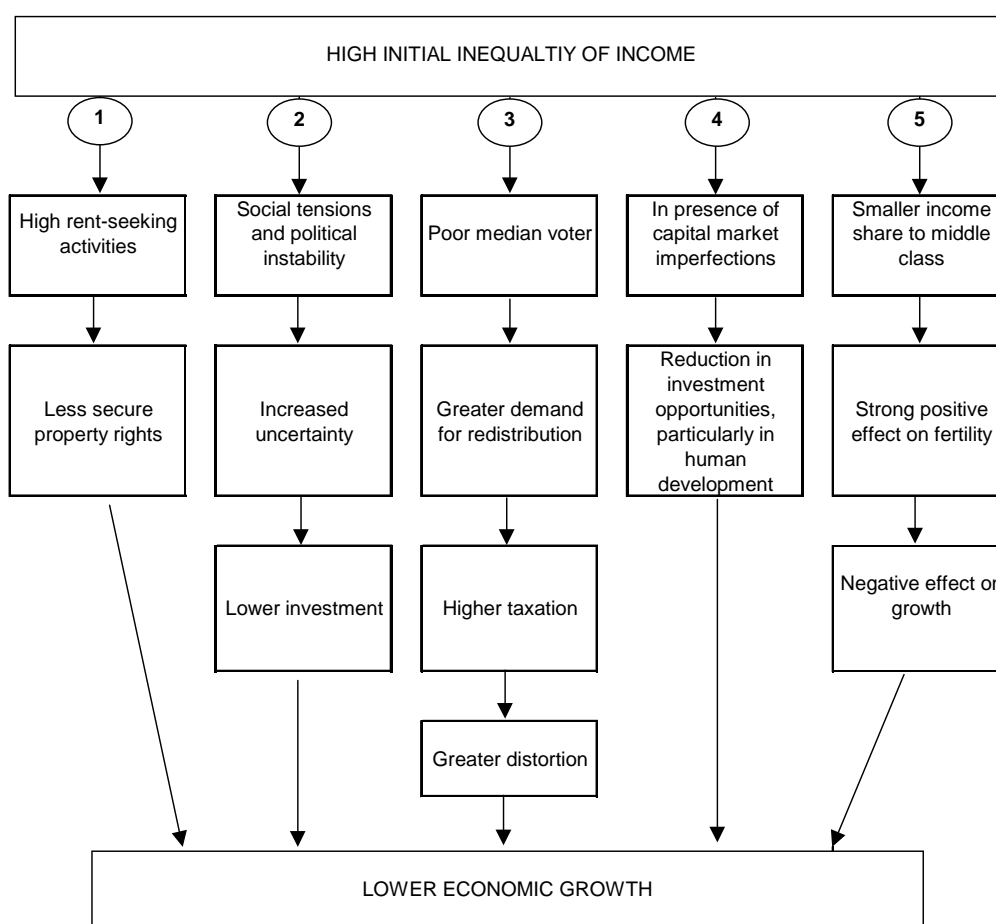 HIGH INITIAL INEQUALTIY OF INCOME
1
2
3
4
5
High rent-seeking
activities
Social tensions
and political
instability
Poor median voter
In presence of
capital market
imperfections
Smaller income
share to middle
class
Less secure
property rights
Increased
uncertainty
Greater demand
for redistribution
Reduction in
investment
opportunities,
particularly in
human
development
Strong positive
effect on fertility
Lower investment
Higher taxation
Negative effect on
growth
Greater distortion
LOWER ECONOMIC GROWTH